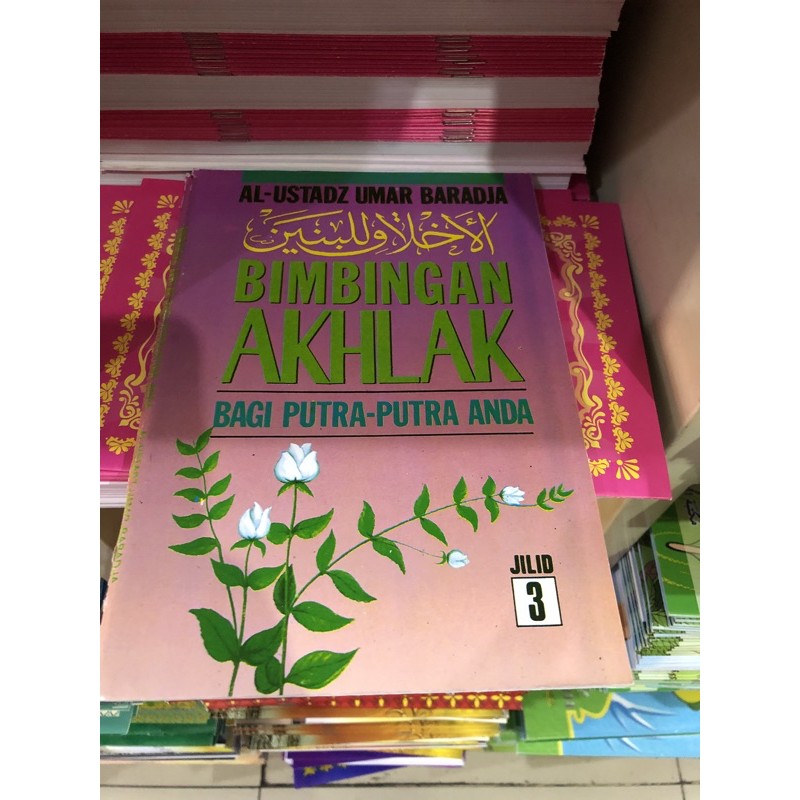 AL-USTADZ UMAR BARADJA
الأخلاق للبنين
BIMBINGAN
AKHLAK
BAGI PUTRA-PUTRA ANDA
JILID
3